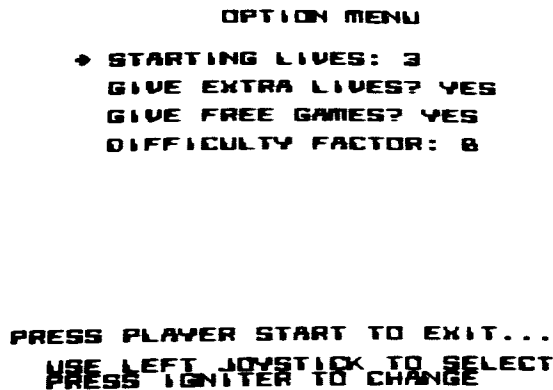 OPTION MENU
STARTING LIVES: 3
GIVE EXTRA LIVES? YES
GIVE FREE GAMES? YES
DIFFICULTY FACTOR: 8
PRESS PLAYER START TO EXIT...
USE LEFT JOYSTICK TO SELECT
PRESS IGNITER TO CHANGE